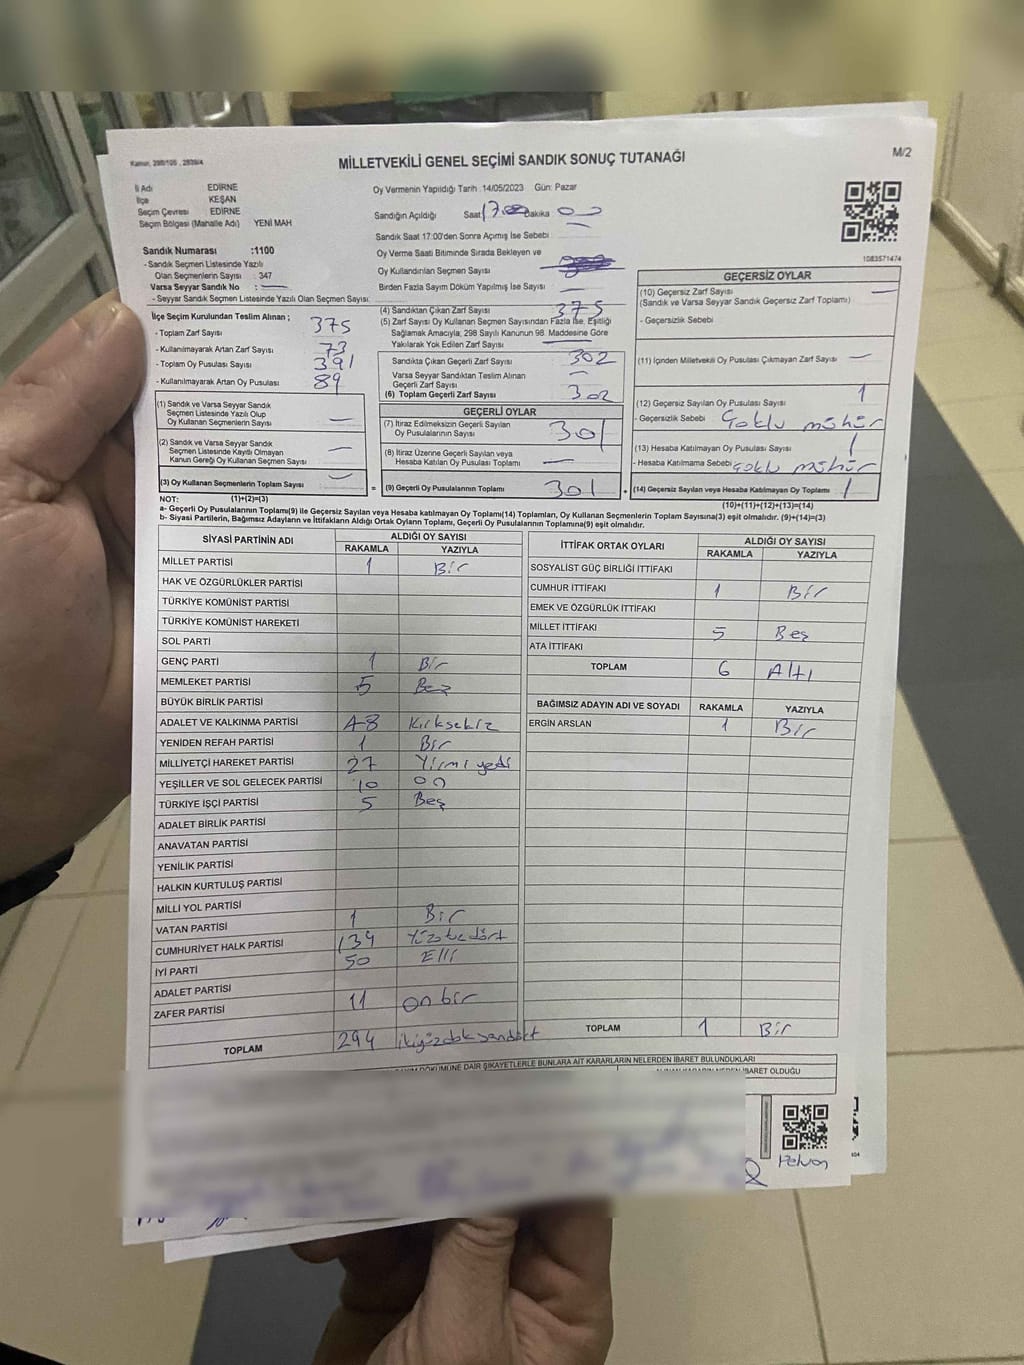 Kanun, 298/105 , 2839/4
MİLLETVEKİLİ GENEL SEÇİMİ SANDIK SONUÇ TUTANAĞI
M/2
İl Adı EDİRNE
İlçe KEŞAN
Seçim Çevresi EDİRNE
Seçim Bölgesi (Mahalle Adı) YENİ MAH
Sandık Numarası :1100
- Sandık Seçmen Listesinde Yazılı
Olan Seçmenlerin Sayısı : 347
Varsa Seyyar Sandık No : —
- Seyyar Sandık Seçmen Listesinde Yazılı Olan Seçmen Sayısı
Oy Vermenin Yapıldığı Tarih :14/05/2023 Gün: Pazar
Sandığın Açıldığı Saat 17.00 Dakika 00
Sandık Saat 17:00'den Sonra Açımış İse Sebebi —
Oy Verme Saati Bitiminde Sırada Bekleyen ve
Oy Kullandırılan Seçmen Sayısı
Birden Fazla Sayım Döküm Yapılmış İse Sayısı —
1083571474
İlçe Seçim Kurulundan Teslim Alınan ;
- Toplam Zarf Sayısı 375
- Kullanılmayarak Artan Zarf Sayısı 73
- Toplam Oy Pusulası Sayısı 391
- Kullanılmayarak Artan Oy Pusulası 89
(1) Sandık ve Varsa Seyyar Sandık
Seçmen Listesinde Yazılı Olup
Oy Kullanan Seçmenlerin Sayısı —
(2) Sandık ve Varsa Seyyar Sandık
Seçmen Listesinde Kayıtlı Olmayan
Kanun Gereği Oy Kullanan Seçmen Sayısı —
(3) Oy Kullanan Seçmenlerin Toplam Sayısı —
(4) Sandıktan Çıkan Zarf Sayısı 375
(5) Zarf Sayısı Oy Kullanan Seçmen Sayısından Fazla İse, Eşitliği
Sağlamak Amacıyla, 298 Sayılı Kanunun 98. Maddesine Göre
Yakılarak Yok Edilen Zarf Sayısı —
Sandıkta Çıkan Geçerli Zarf Sayısı 302
Varsa Seyyar Sandıktan Teslim Alınan
Geçerli Zarf Sayısı —
(6) Toplam Geçerli Zarf Sayısı 302
GEÇERLİ OYLAR
(7) İtiraz Edilmeksizin Geçerli Sayılan
Oy Pusulalarının Sayısı 301
(8) İtiraz Üzerine Geçerli Sayılan veya
Hesaba Katılan Oy Pusulası Toplamı —
= (9) Geçerli Oy Pusulalarının Toplamı 301
GEÇERSİZ OYLAR
(10) Geçersiz Zarf Sayısı —
(Sandık ve Varsa Seyyar Sandık Geçersiz Zarf Toplamı)
- Geçersizlik Sebebi
(11) İçinden Milletvekili Oy Pusulası Çıkmayan Zarf Sayısı —
(12) Geçersiz Sayılan Oy Pusulası Sayısı 1
- Geçersizlik Sebebi Çoklu mühür
(13) Hesaba Katılmayan Oy Pusulası Sayısı 1
- Hesaba Katılmama Sebebi Çoklu mühür
+ (14) Geçersiz Sayılan veya Hesaba Katılmayan Oy Toplamı 1
NOT: (1)+(2)=(3)
(10)+(11)+(12)+(13)=(14)
a- Geçerli Oy Pusulalarının Toplamı(9) ile Geçersiz Sayılan veya Hesaba Katılmayan Oy Toplamı(14) Toplamları, Oy Kullanan Seçmenlerin Toplam Sayısına(3) eşit olmalıdır. (9)+(14)=(3)
b- Siyasi Partilerin, Bağımsız Adayların ve İttifakların Aldığı Ortak Oyların Toplamı, Geçerli Oy Pusulalarının Toplamına(9) eşit olmalıdır.
SİYASİ PARTİNİN ADI ALDIĞI OY SAYISI
RAKAMLA YAZIYLA
MİLLET PARTİSİ 1 Bir
HAK VE ÖZGÜRLÜKLER PARTİSİ
TÜRKİYE KOMÜNİST PARTİSİ
TÜRKİYE KOMÜNİST HAREKETİ
SOL PARTİ
GENÇ PARTİ 1 Bir
MEMLEKET PARTİSİ 5 Beş
BÜYÜK BİRLİK PARTİSİ
ADALET VE KALKINMA PARTİSİ 48 Kırksekiz
YENİDEN REFAH PARTİSİ 1 Bir
MİLLİYETÇİ HAREKET PARTİSİ 27 Yirmi yedi
YEŞİLLER VE SOL GELECEK PARTİSİ 10 On
TÜRKİYE İŞÇİ PARTİSİ 5 Beş
ADALET BİRLİK PARTİSİ
ANAVATAN PARTİSİ
YENİLİK PARTİSİ
HALKIN KURTULUŞ PARTİSİ
MİLLİ YOL PARTİSİ
VATAN PARTİSİ 1 Bir
CUMHURİYET HALK PARTİSİ 134 Yüzotuzdört
İYİ PARTİ 50 Elli
ADALET PARTİSİ
ZAFER PARTİSİ 11 Onbir
TOPLAM 294 ikiyüzdoksandört
İTTİFAK ORTAK OYLARI ALDIĞI OY SAYISI
RAKAMLA YAZIYLA
SOSYALİST GÜÇ BİRLİĞİ İTTİFAKI
CUMHUR İTTİFAKI 1 Bir
EMEK VE ÖZGÜRLÜK İTTİFAKI
MİLLET İTTİFAKI 5 Beş
ATA İTTİFAKI
TOPLAM 6 Altı
BAĞIMSIZ ADAYIN ADI VE SOYADI RAKAMLA YAZIYLA
ERGİN ARSLAN 1 Bir
TOPLAM 1 Bir
DÖKÜMÜNE DAİR ŞİKAYETLERLE BUNLARA AİT KARARLARIN NELERDEN İBARET BULUNDUKLARI
İBARET OLDUĞU